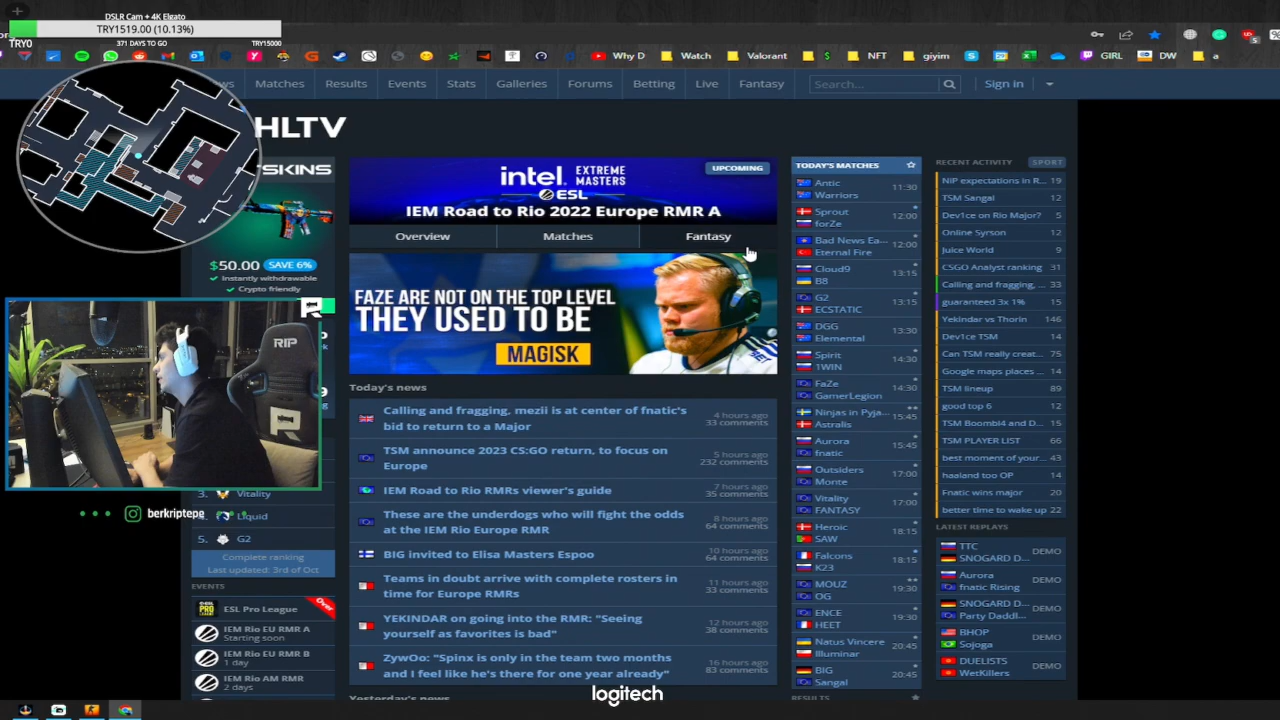 DSLR Cam + 4K Elgato
TRY1519.00 (10.13%)
TRY0
371 DAYS TO GO
TRY15000
Why D
Watch
Valorant
NFT
giyim
GIRL
DW
a
Matches
Results
Events
Stats
Galleries
Forums
Betting
Live
Fantasy
Search...
Sign in
HLTV
SKINS
$50.00
SAVE 6%
Instantly withdrawable
Crypto friendly
intel EXTREME MASTERS
ESL
UPCOMING
IEM Road to Rio 2022 Europe RMR A
Overview
Matches
Fantasy
FAZE ARE NOT ON THE TOP LEVEL
THEY USED TO BE
MAGISK
Today's news
Calling and fragging, mezii is at center of fnatic's
bid to return to a Major
4 hours ago
33 comments
TSM announce 2023 CS:GO return, to focus on
Europe
5 hours ago
232 comments
IEM Road to Rio RMRs viewer's guide
7 hours ago
35 comments
These are the underdogs who will fight the odds
at the IEM Rio Europe RMR
8 hours ago
64 comments
BIG invited to Elisa Masters Espoo
10 hours ago
64 comments
Teams in doubt arrive with complete rosters in
time for Europe RMRs
11 hours ago
33 comments
YEKINDAR on going into the RMR: "Seeing
yourself as favorites is bad"
12 hours ago
38 comments
ZywOo: "Spinx is only in the team two months
and I feel like he's there for one year already"
16 hours ago
83 comments
logitech
TODAY'S MATCHES
Antic
Warriors
11:30
Sprout
forZe
12:00
Bad News Ea...
Eternal Fire
12:00
Cloud9
B8
13:15
G2
ECSTATIC
13:15
DGG
Elemental
13:30
Spirit
1WIN
14:30
FaZe
GamerLegion
14:30
Ninjas in Pyja...
Astralis
15:45
Aurora
fnatic
15:45
Outsiders
Monte
17:00
Vitality
FANTASY
17:00
Heroic
SAW
18:15
Falcons
K23
18:15
MOUZ
OG
19:30
ENCE
HEET
19:30
Natus Vincere
Illuminar
20:45
BIG
Sangal
20:45
RESULTS
RECENT ACTIVITY
SPORT
NIP expectations in R... 19
TSM Sangal 12
Dev1ce on Rio Major? 5
Online Syrson 12
Juice World 9
CSGO Analyst ranking 31
Calling and fragging, ... 33
guaranteed 3x 1% 15
Yekindar vs Thorin 146
Dev1ce TSM 14
Can TSM really creat... 75
Google maps places ... 14
TSM lineup 89
good top 6 12
TSM Boombl4 and D... 15
TSM PLAYER LIST 66
best moment of your... 43
haaland too OP 14
Fnatic wins major 20
better time to wake up 22
LATEST REPLAYS
TTC
SNOGARD D...
DEMO
Aurora
fnatic Rising
DEMO
SNOGARD D...
Party Daddl...
DEMO
BHOP
Sojoga
DEMO
DUELISTS
WetKillers
DEMO
RIP
3. Vitality
berkriptepe
Liquid
5. G2
Complete ranking
Last updated: 3rd of Oct
EVENTS
ESL Pro League
Over
IEM Rio EU RMR A
Starting soon
IEM Rio EU RMR B
1 day
IEM Rio AM RMR
2 days